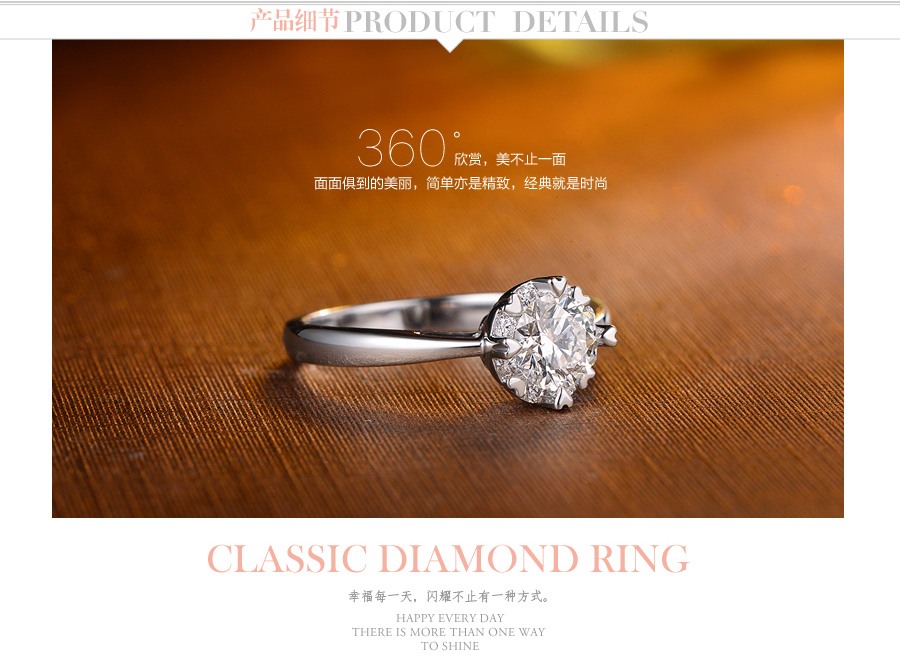 产品细节PRODUCT DETAILS
360°欣赏，美不止一面
面面俱到的美丽，简单亦是精致，经典就是时尚
CLASSIC DIAMOND RING
幸福每一天，闪耀不止有一种方式。
HAPPY EVERY DAY
THERE IS MORE THAN ONE WAY
TO SHINE